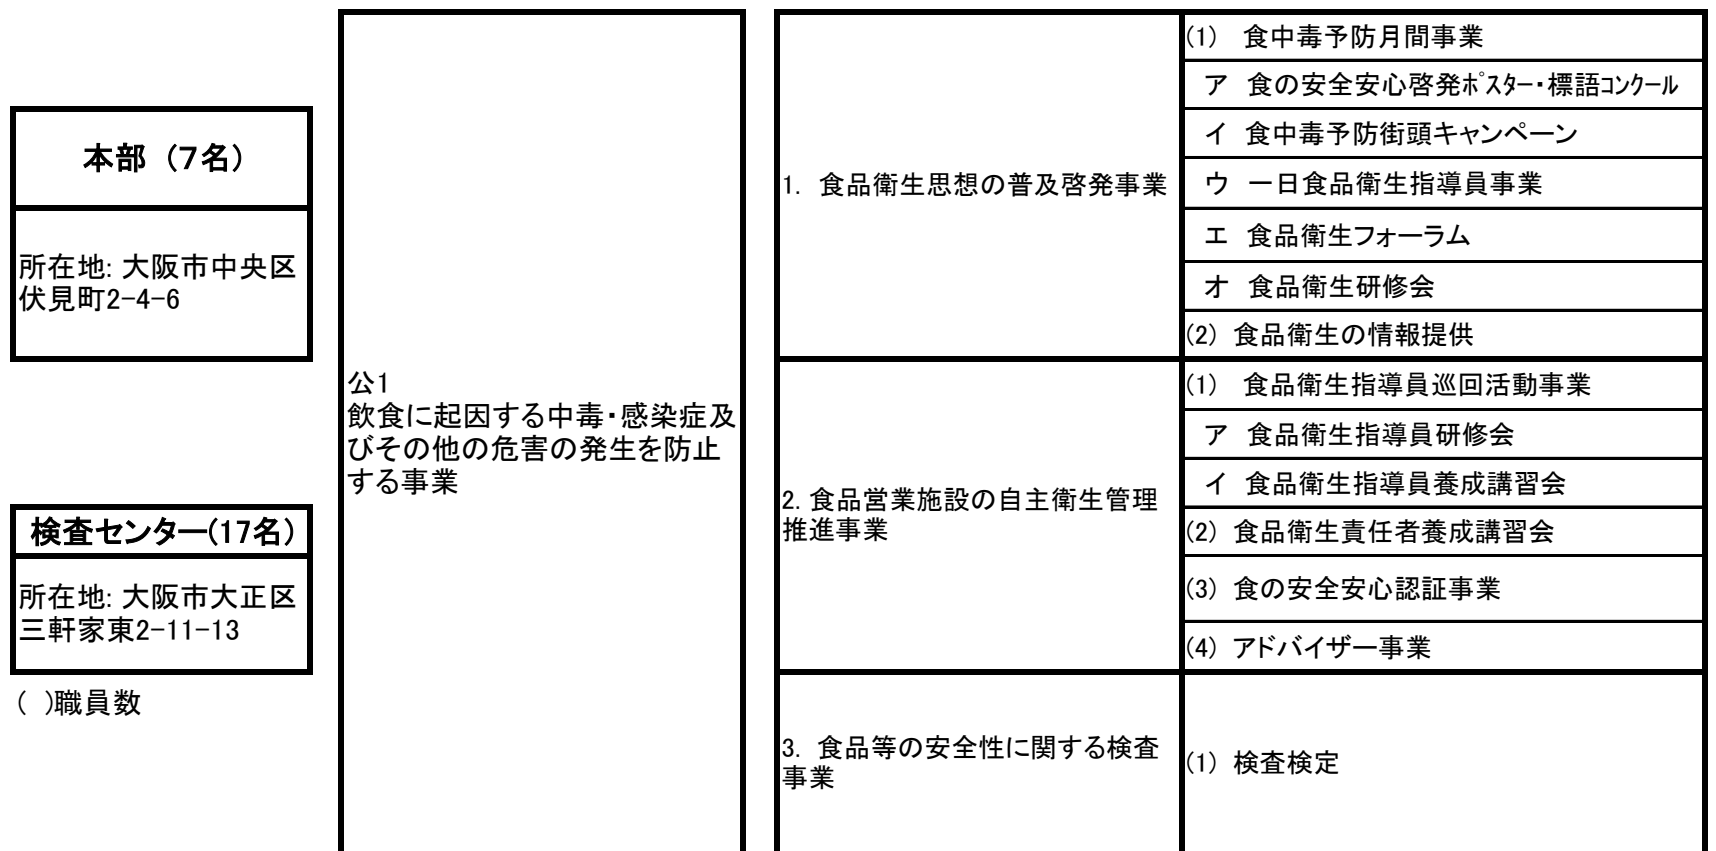 本部 (7名)
所在地: 大阪市中央区
伏見町2-4-6
検査センター(17名)
所在地: 大阪市大正区
三軒家東2-11-13
( )職員数
公1
飲食に起因する中毒・感染症及
びその他の危害の発生を防止
する事業
1. 食品衛生思想の普及啓発事業
(1) 食中毒予防月間事業
ア 食の安全安心啓発ポスター・標語コンクール
イ 食中毒予防街頭キャンペーン
ウ 一日食品衛生指導員事業
エ 食品衛生フォーラム
オ 食品衛生研修会
(2) 食品衛生の情報提供
2. 食品営業施設の自主衛生管理
推進事業
(1) 食品衛生指導員巡回活動事業
ア 食品衛生指導員研修会
イ 食品衛生指導員養成講習会
(2) 食品衛生責任者養成講習会
(3) 食の安全安心認証事業
(4) アドバイザー事業
3. 食品等の安全性に関する検査
事業
(1) 検査検定